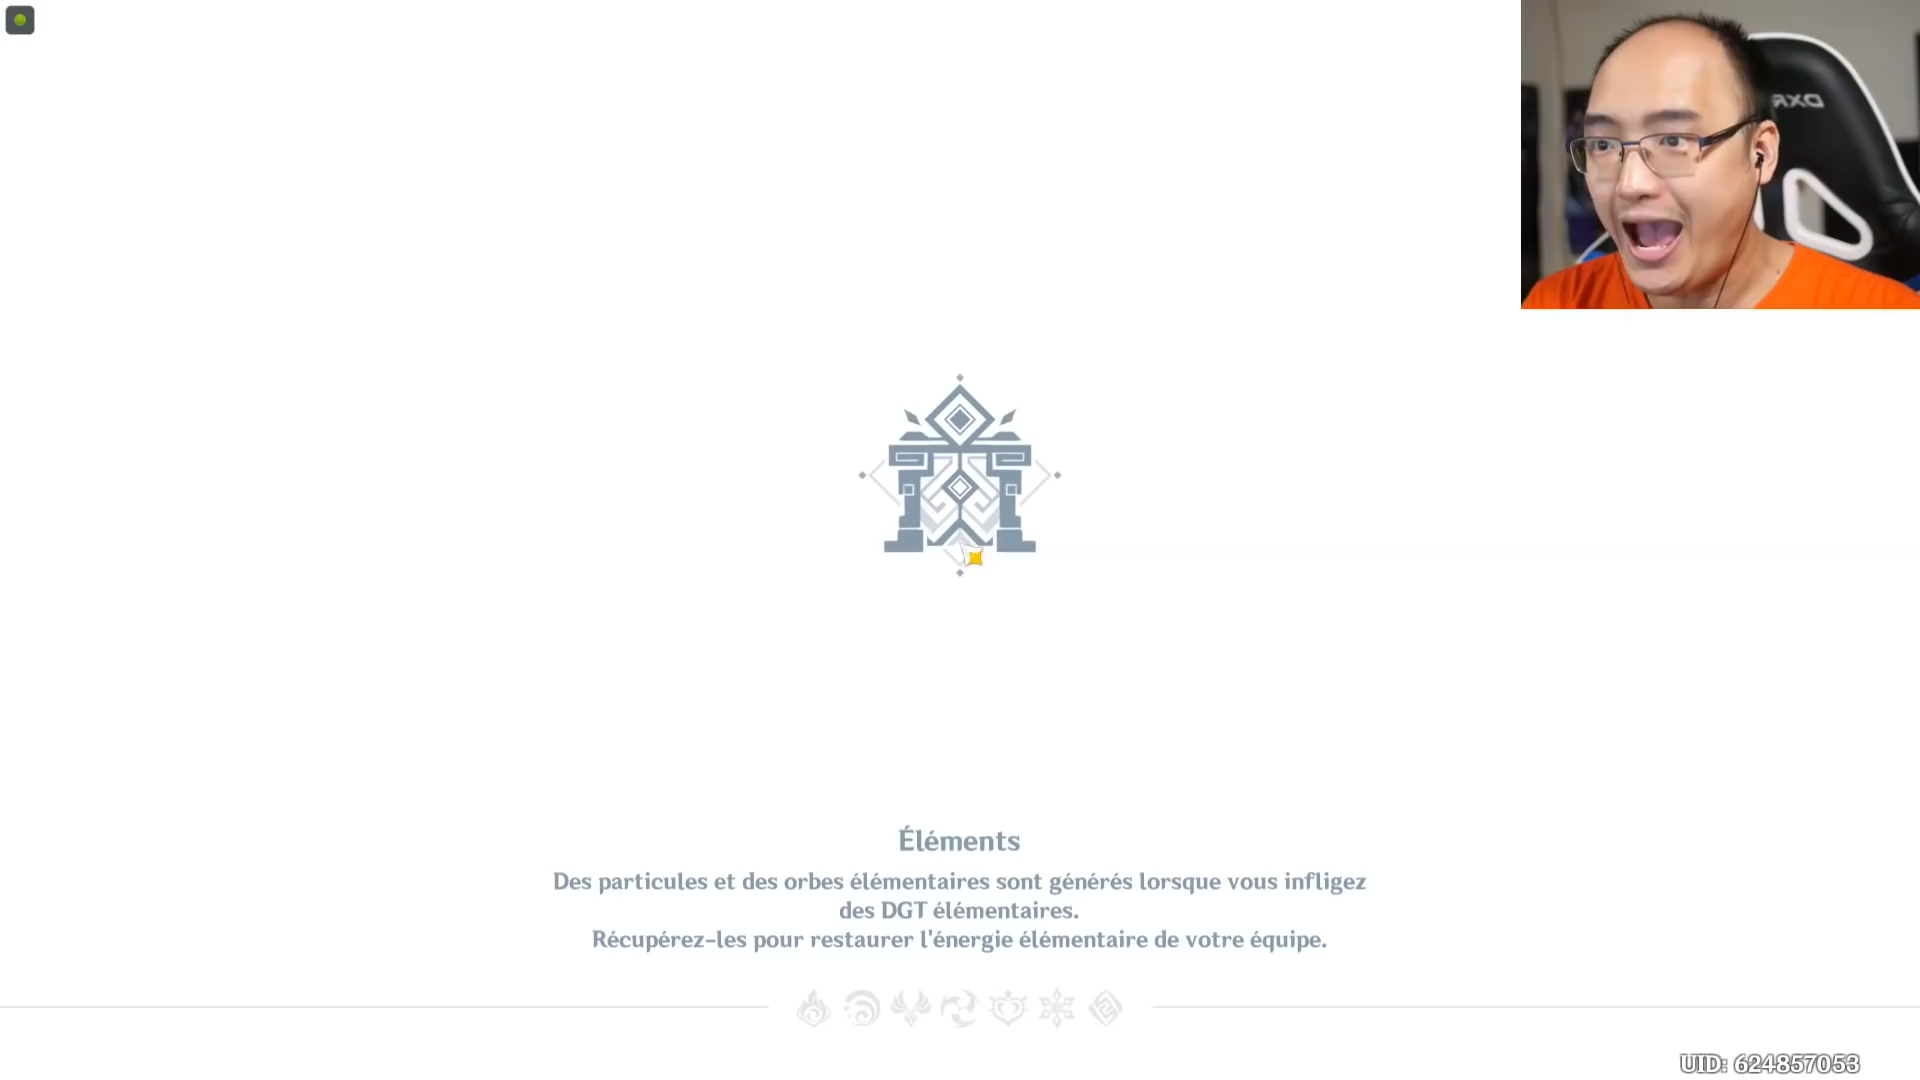 DXR
Éléments
Des particules et des orbes élémentaires sont générés lorsque vous infligez
des DGT élémentaires.
Récupérez-les pour restaurer l'énergie élémentaire de votre équipe.
UID: 624857053